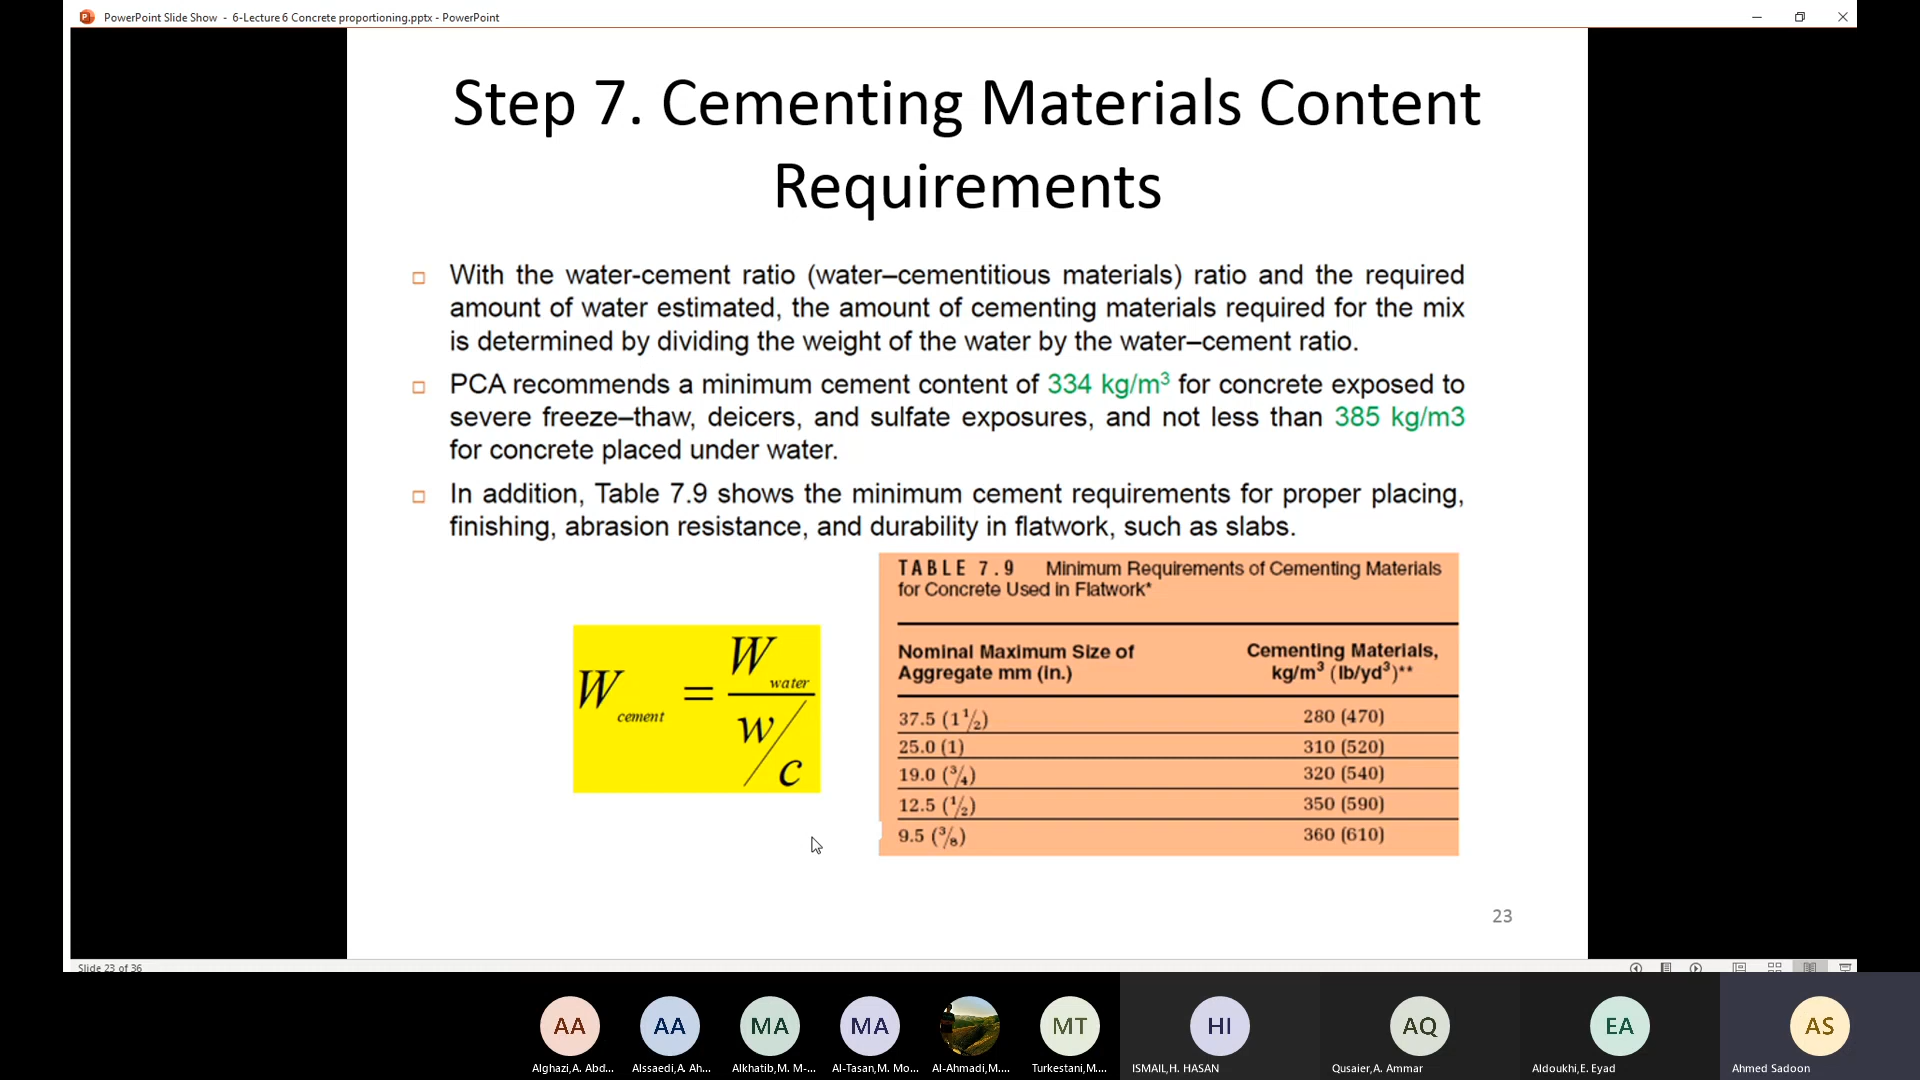 PowerPoint Slide Show - 6-Lecture 6 Concrete proportioning.pptx - PowerPoint
Step 7. Cementing Materials Content
Requirements
With the water-cement ratio (water–cementitious materials) ratio and the required
amount of water estimated, the amount of cementing materials required for the mix
is determined by dividing the weight of the water by the water–cement ratio.
PCA recommends a minimum cement content of 334 kg/m³ for concrete exposed to
severe freeze–thaw, deicers, and sulfate exposures, and not less than 385 kg/m3
for concrete placed under water.
In addition, Table 7.9 shows the minimum cement requirements for proper placing,
finishing, abrasion resistance, and durability in flatwork, such as slabs.
W cement = W water / w/c
TABLE 7.9 Minimum Requirements of Cementing Materials
for Concrete Used in Flatwork*
Nominal Maximum Size of Cementing Materials,
Aggregate mm (in.) kg/m³ (lb/yd³)**
37.5 (1 1/2) 280 (470)
25.0 (1) 310 (520)
19.0 (3/4) 320 (540)
12.5 (1/2) 350 (590)
9.5 (3/8) 360 (610)
23
Slide 23 of 36
AA AA MA MA MT HI AQ EA AS
Alghazi,A. Abd... Alssaedi,A. Ah... Alkhatib,M. M-... Al-Tasan,M. Mo... Al-Ahmadi,M.... Turkestani,M.... ISMAIL,H. HASAN Qusaier,A. Ammar Aldoukhi,E. Eyad Ahmed Sadoon